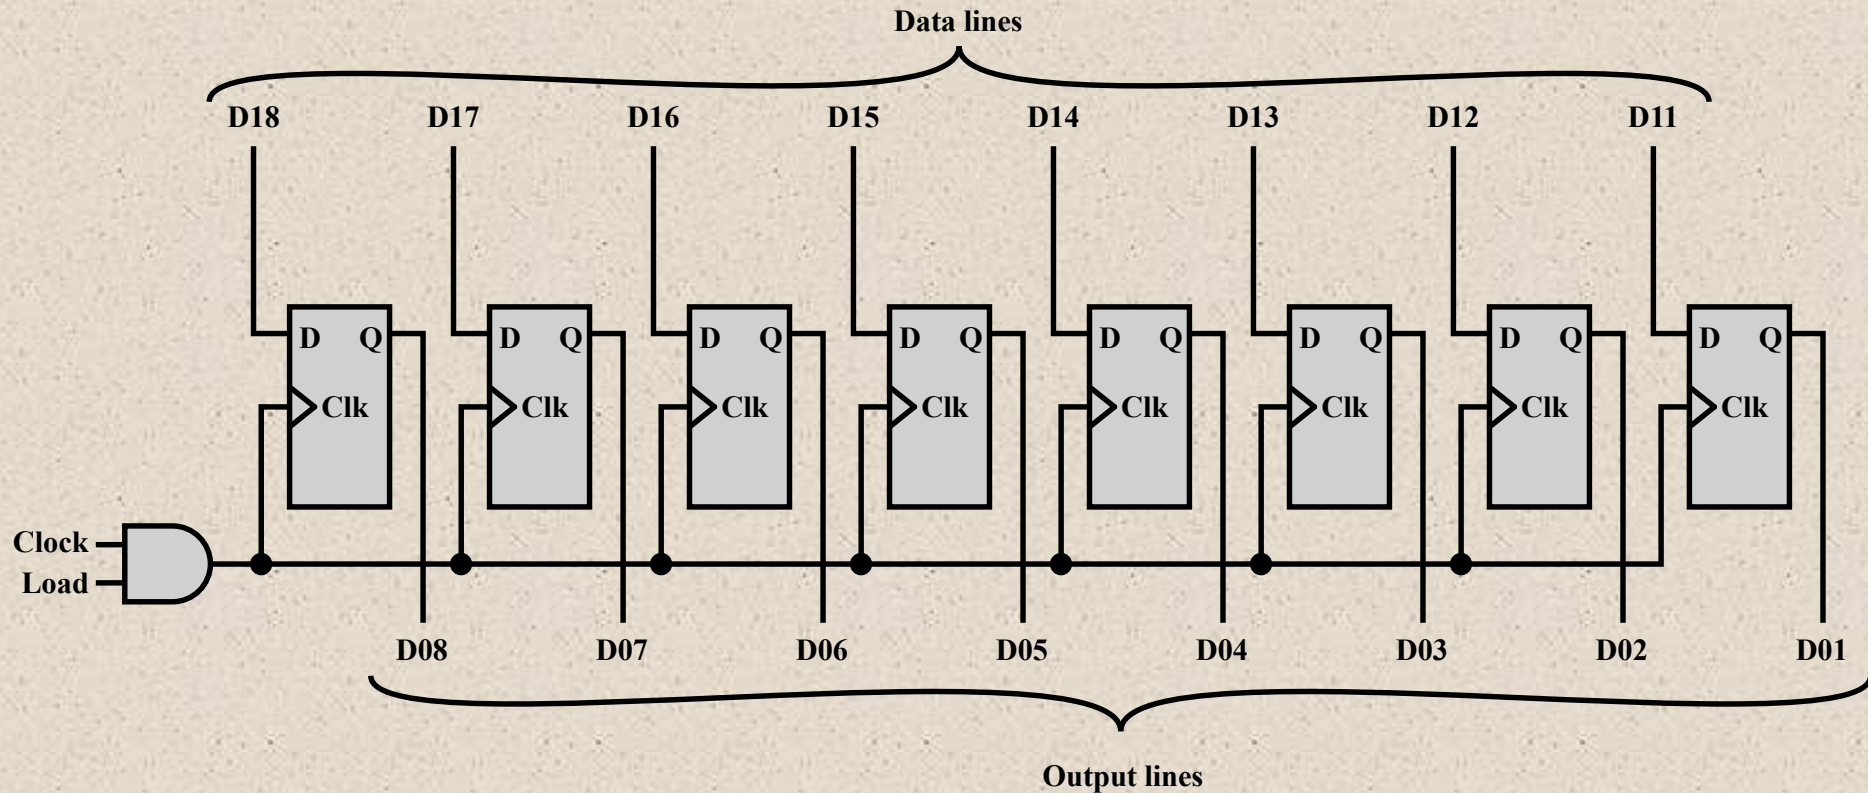 Data lines
D18 D17 D16 D15 D14 D13 D12 D11
D Q D Q D Q D Q D Q D Q D Q D Q
Clk Clk Clk Clk Clk Clk Clk Clk
Clock
Load
D08 D07 D06 D05 D04 D03 D02 D01
Output lines